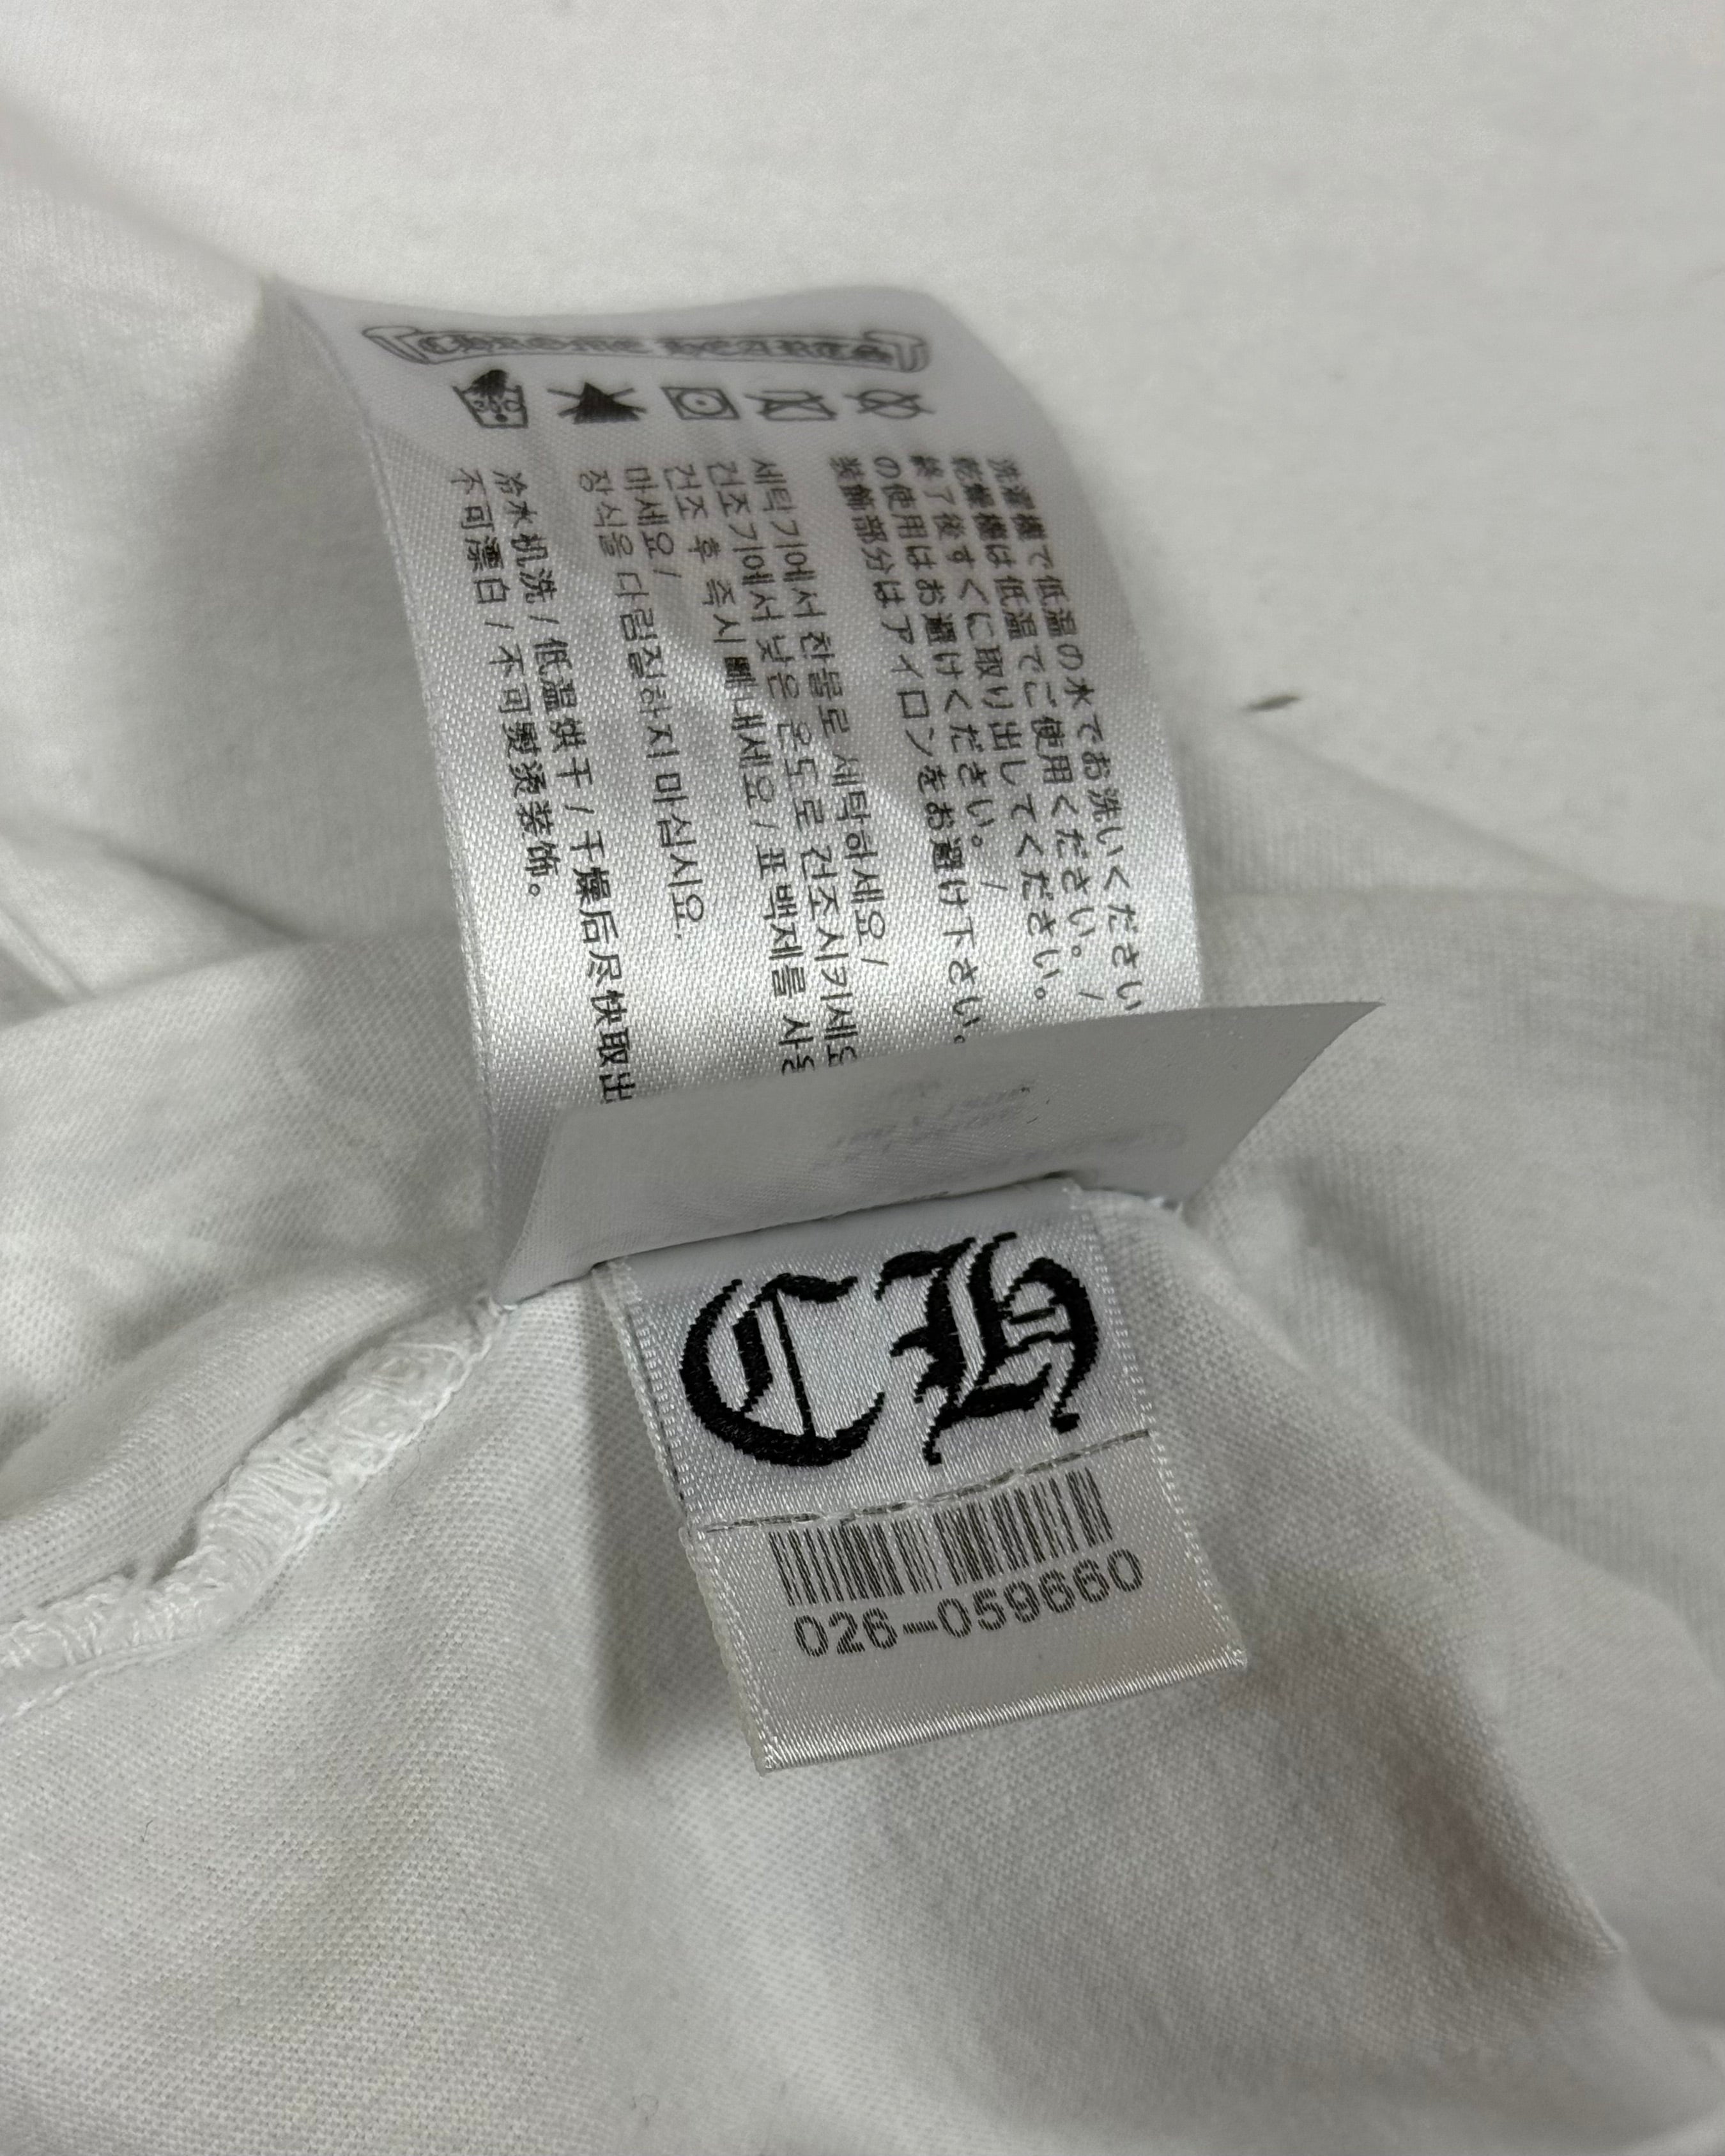 CHROME HEARTS
洗濯機で低温の水でお洗いください。/
乾燥機は低温でご使用ください。/
終了後すぐに取り出してください。
の使用はお避けください。/
装飾部分はアイロンをお避け下さい。
세탁기에서 찬물로 세탁하세요 /
건조기에서 낮은 온도로 건조시키세요
건조 후 즉시 빼내세요 / 표백제를
마세요 /
장식을 다림질하지 마십시오.
冷水机洗 / 低温烘干 / 干燥后尽快取出
不可漂白 / 不可熨烫装饰。
CH
026-059660